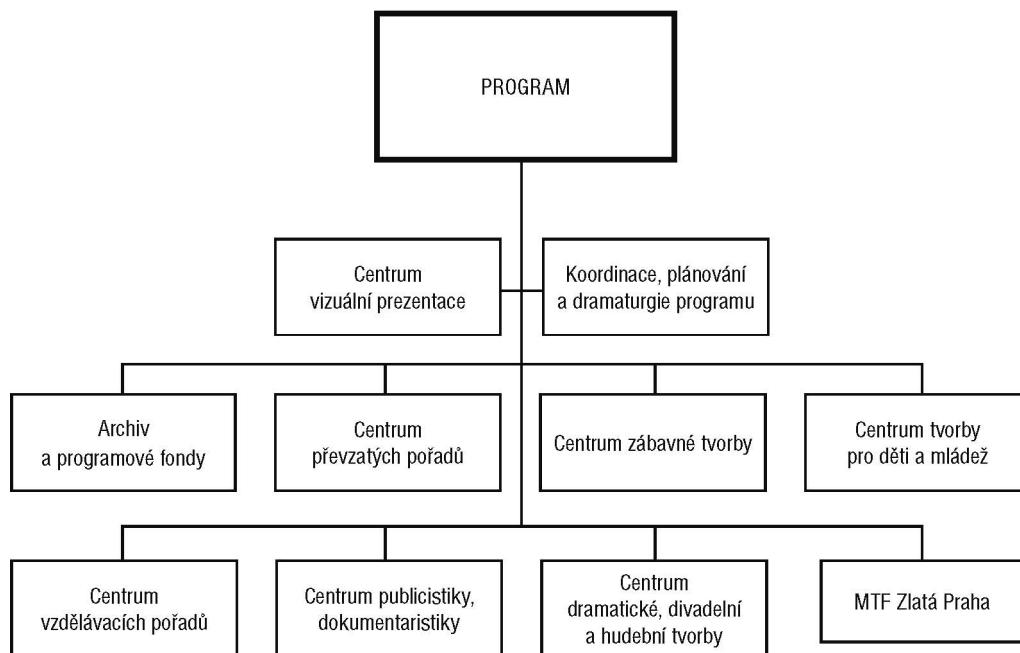 PROGRAM
Centrum
vizuální prezentace
Koordinace, plánování
a dramaturgie programu
Archiv
a programové fondy
Centrum
převzatých pořadů
Centrum zábavné tvorby
Centrum tvorby
pro děti a mládež
Centrum
vzdělávacích pořadů
Centrum publicistiky,
dokumentaristiky
Centrum
dramatické, divadelní
a hudební tvorby
MTF Zlatá Praha